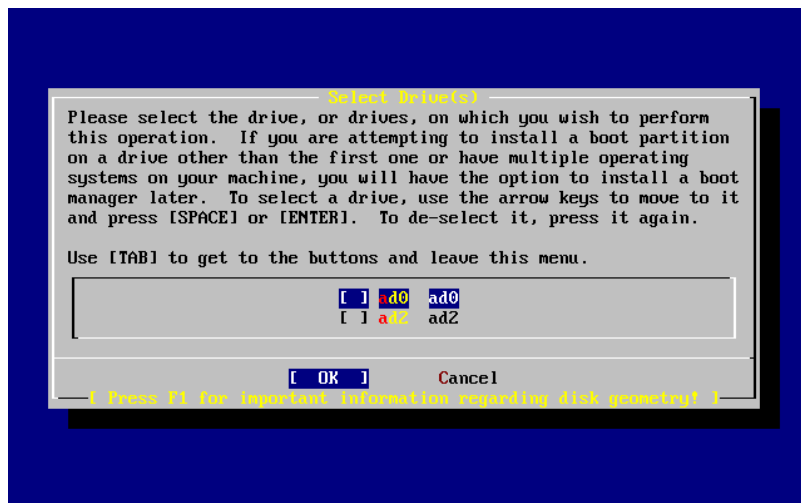 Select Drive(s)
Please select the drive, or drives, on which you wish to perform
this operation.  If you are attempting to install a boot partition
on a drive other than the first one or have multiple operating
systems on your machine, you will have the option to install a boot
manager later.  To select a drive, use the arrow keys to move to it
and press [SPACE] or [ENTER].  To de-select it, press it again.
Use [TAB] to get to the buttons and leave this menu.
[ ] ad0  ad0
[ ] ad2  ad2
[  OK  ]  Cancel
[ Press F1 for important information regarding disk geometry! ]